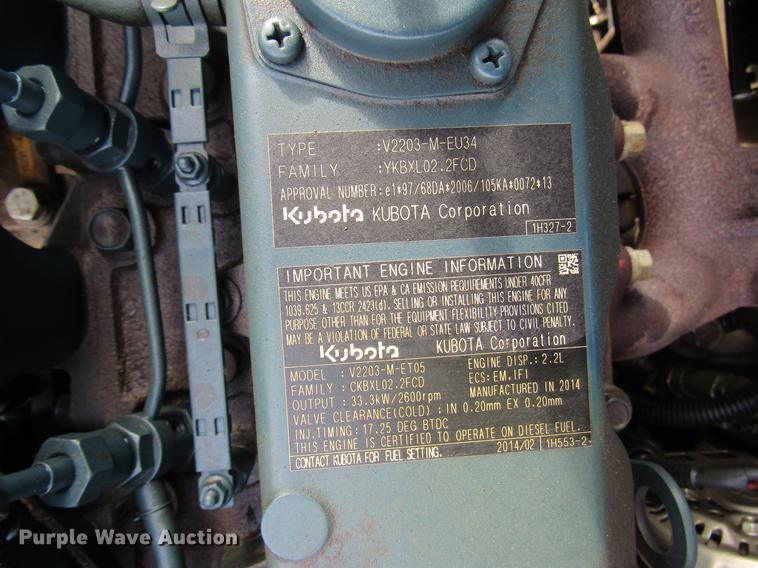 TYPE :V2203-M-EU34
FAMILY :YKBXL02.2FCD
APPROVAL NUMBER:e1*97/68DA*2006/105KA*0072*13
Kubota KUBOTA Corporation
1H327-2
IMPORTANT ENGINE INFORMATION
THIS ENGINE MEETS US EPA & CA EMISSION REQUIREMENTS UNDER 40CFR
1039.625 & 13CCR 2423(d). SELLING OR INSTALLING THIS ENGINE FOR ANY
PURPOSE OTHER THAN FOR THE EQUIPMENT FLEXIBILITY PROVISIONS CITED
MAY BE A VIOLATION OF FEDERAL OR STATE LAW SUBJECT TO CIVIL PENALTY.
Kubota KUBOTA Corporation
MODEL : V2203-M-ET05 ENGINE DISP.: 2.2L
FAMILY : CKBXL02.2FCD ECS: EM,IFI
OUTPUT : 33.3kW/2600rpm MANUFACTURED IN 2014
VALVE CLEARANCE(COLD) : IN 0.20mm EX 0.20mm
INJ.TIMING: 17.25 DEG BTDC
THIS ENGINE IS CERTIFIED TO OPERATE ON DIESEL FUEL.
CONTACT KUBOTA FOR FUEL SETTING. 2014/02 1H553-2
Purple Wave Auction